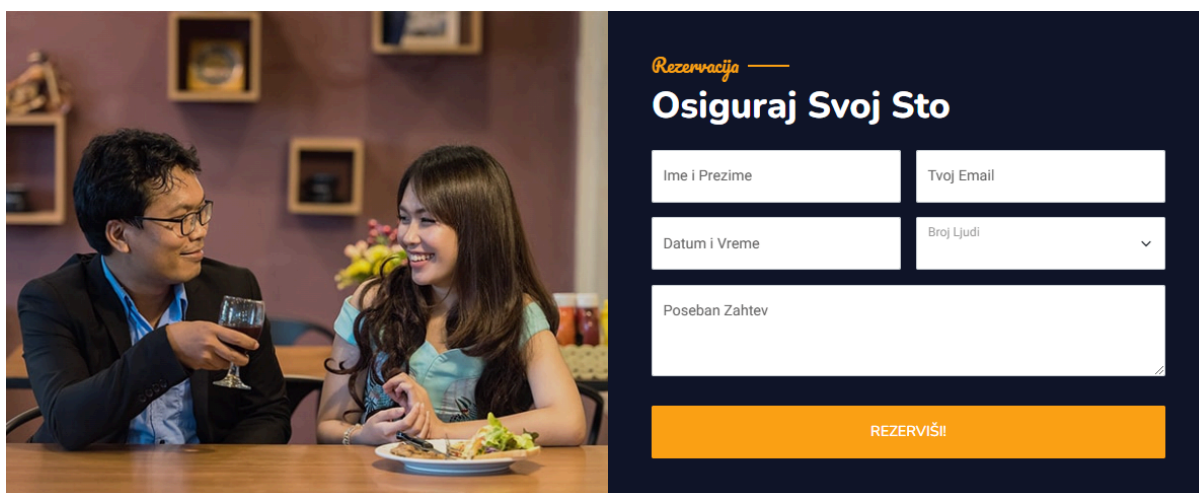 Rezervacija
Osiguraj Svoj Sto
Ime i Prezime
Tvoj Email
Datum i Vreme
Broj Ljudi
Poseban Zahtev
REZERVIŠI!